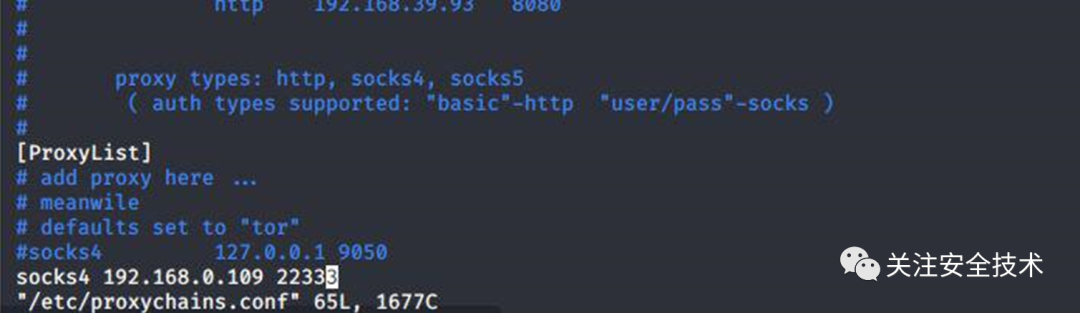 #                http    192.168.39.93   8080
#
#
#       proxy types: http, socks4, socks5
#        ( auth types supported: "basic"-http  "user/pass"-socks )
#
[ProxyList]
# add proxy here ...
# meanwile
# defaults set to "tor"
#socks4         127.0.0.1 9050
socks4 192.168.0.109 22333
"/etc/proxychains.conf" 65L, 1677C
关注安全技术